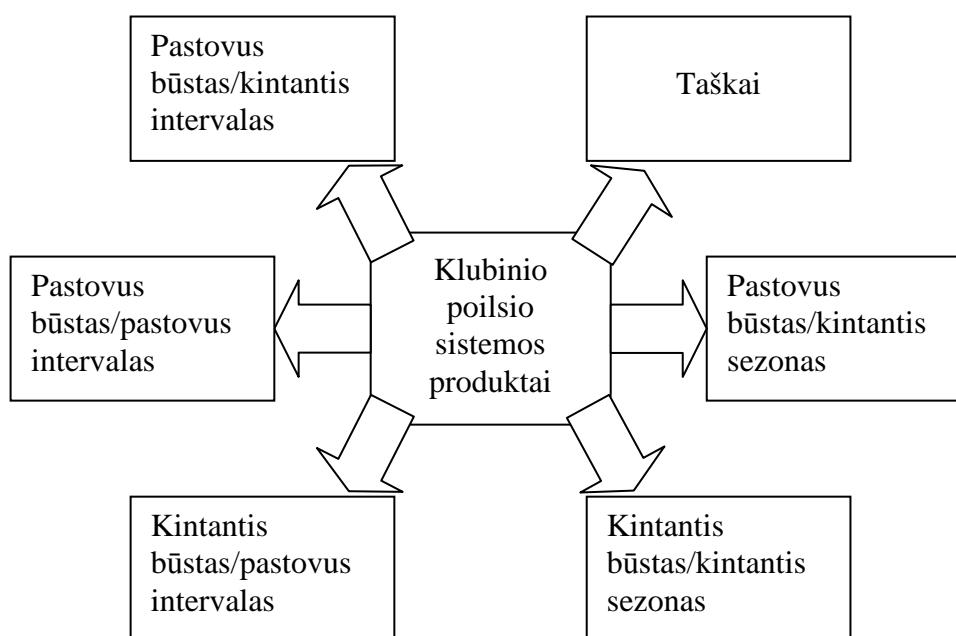 Pastovus
būstas/kintantis
intervalas
Taškai
Klubinio
poilsio
sistemos
produktai
Pastovus
būstas/pastovus
intervalas
Pastovus
būstas/kintantis
sezonas
Kintantis
būstas/pastovus
intervalas
Kintantis
būstas/kintantis
sezonas